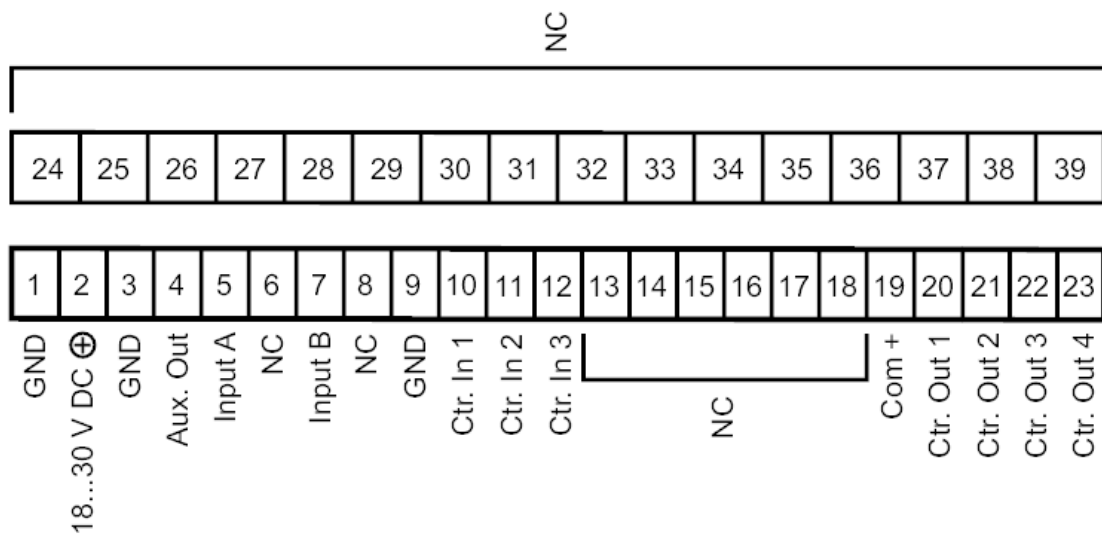 NC
24 25 26 27 28 29 30 31 32 33 34 35 36 37 38 39
1 2 3 4 5 6 7 8 9 10 11 12 13 14 15 16 17 18 19 20 21 22 23
GND
18...30 V DC ⊕
GND
Aux. Out
Input A
NC
Input B
NC
GND
Ctr. In 1
Ctr. In 2
Ctr. In 3
NC
Com +
Ctr. Out 1
Ctr. Out 2
Ctr. Out 3
Ctr. Out 4